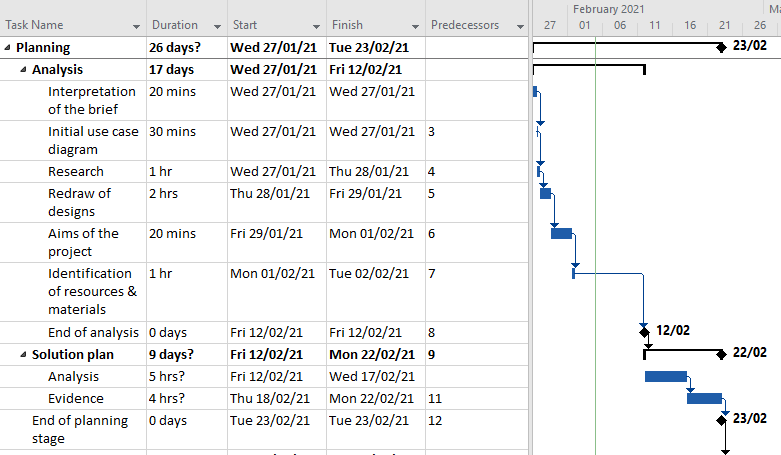 February 2021 Ma
Task Name Duration Start Finish Predecessors 27 01 06 11 16 21 26
Planning 26 days? Wed 27/01/21 Tue 23/02/21 23/02
Analysis 17 days Wed 27/01/21 Fri 12/02/21
Interpretation 20 mins Wed 27/01/21 Wed 27/01/21
of the brief
Initial use case 30 mins Wed 27/01/21 Wed 27/01/21 3
diagram
Research 1 hr Wed 27/01/21 Thu 28/01/21 4
Redraw of 2 hrs Thu 28/01/21 Fri 29/01/21 5
designs
Aims of the 20 mins Fri 29/01/21 Mon 01/02/21 6
project
Identification 1 hr Mon 01/02/21 Tue 02/02/21 7
of resources &
materials
End of analysis 0 days Fri 12/02/21 Fri 12/02/21 8 12/02
Solution plan 9 days? Fri 12/02/21 Mon 22/02/21 9 22/02
Analysis 5 hrs? Fri 12/02/21 Wed 17/02/21
Evidence 4 hrs? Thu 18/02/21 Mon 22/02/21 11
End of planning 0 days Tue 23/02/21 Tue 23/02/21 12 23/02
stage